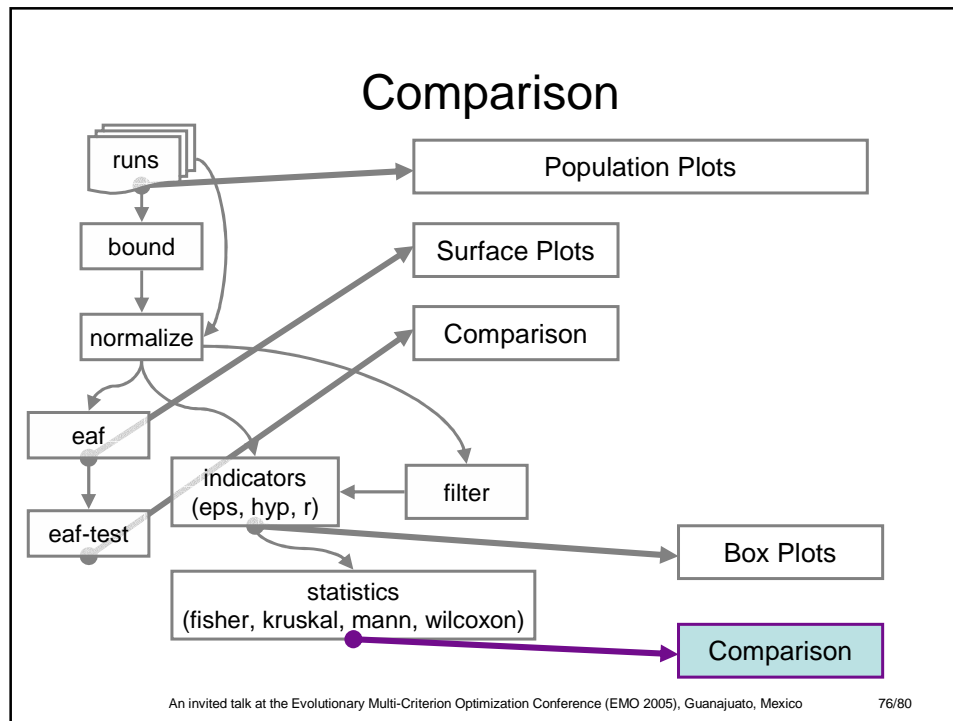 Comparison
runs
Population Plots
bound
Surface Plots
normalize
Comparison
eaf
indicators
(eps, hyp, r)
filter
eaf-test
Box Plots
statistics
(fisher, kruskal, mann, wilcoxon)
Comparison
An invited talk at the Evolutionary Multi-Criterion Optimization Conference (EMO 2005), Guanajuato, Mexico 76/80